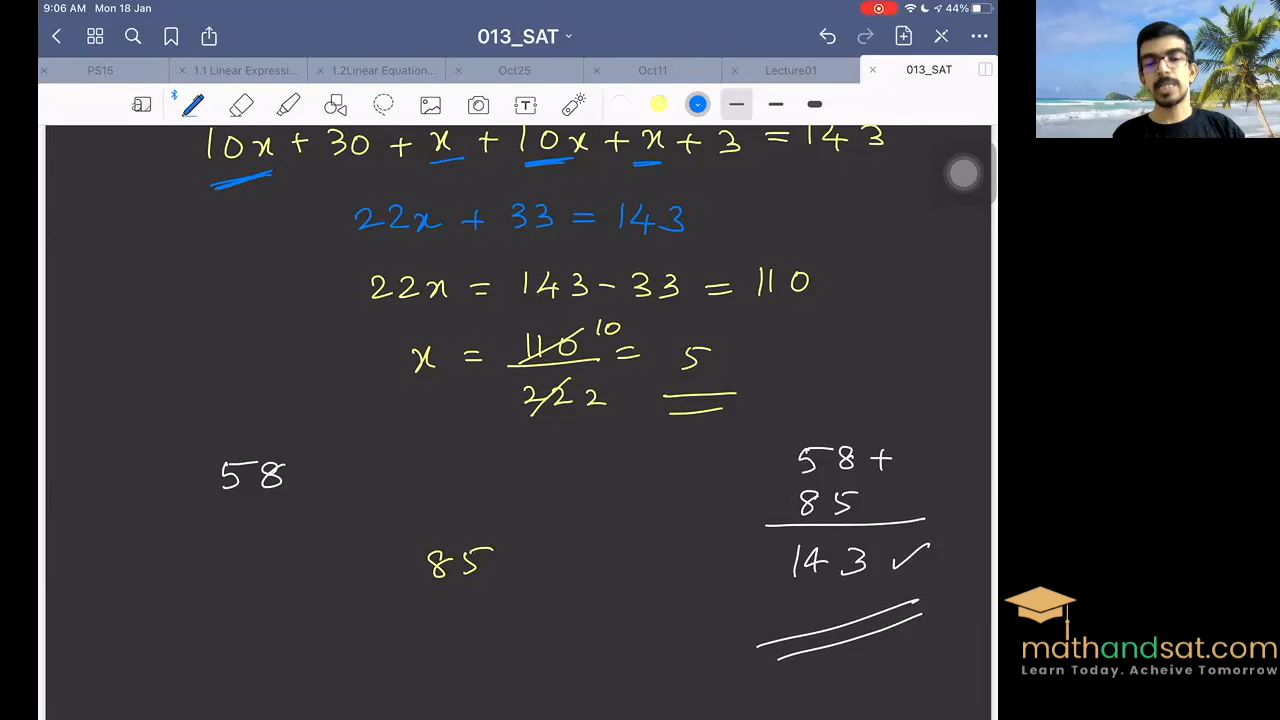 9:06 AM Mon 18 Jan 44%
013_SAT
PS15 1.1 Linear Expressi... 1.2Linear Equation... Oct25 Oct11 Lecture01 013_SAT
10x + 30 + x + 10x + x + 3 = 143
22x + 33 = 143
22x = 143 - 33 = 110
x = 110 10 = 5
22 2
58
85
58 +
85
143 ✓
mathandsat.com
Learn Today. Acheive Tomorrow